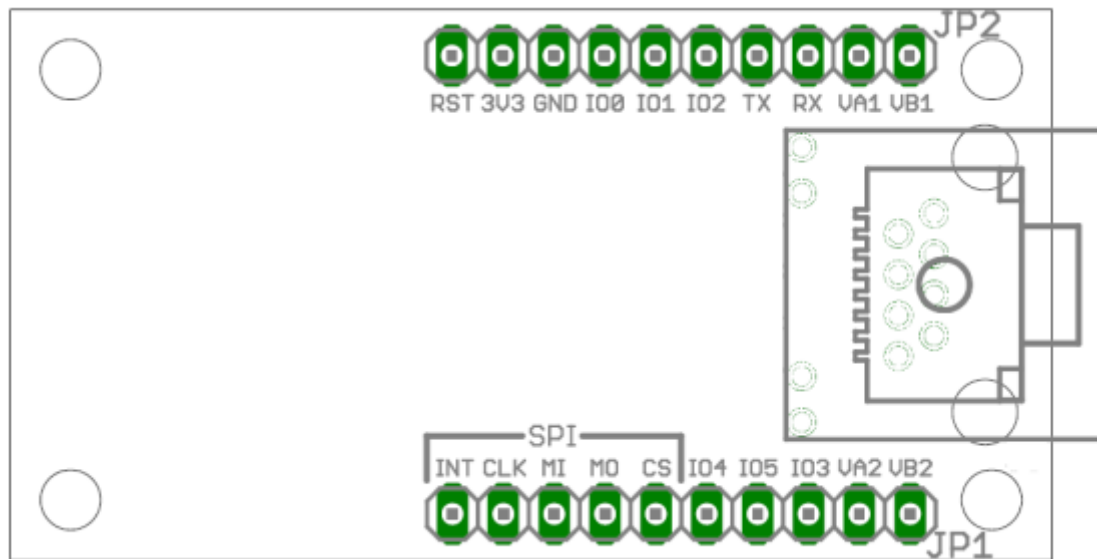 JP2
RST 3V3 GND IO0 IO1 IO2 TX RX VA1 VB1
SPI
INT CLK MI MO CS IO4 IO5 IO3 VA2 VB2
JP1